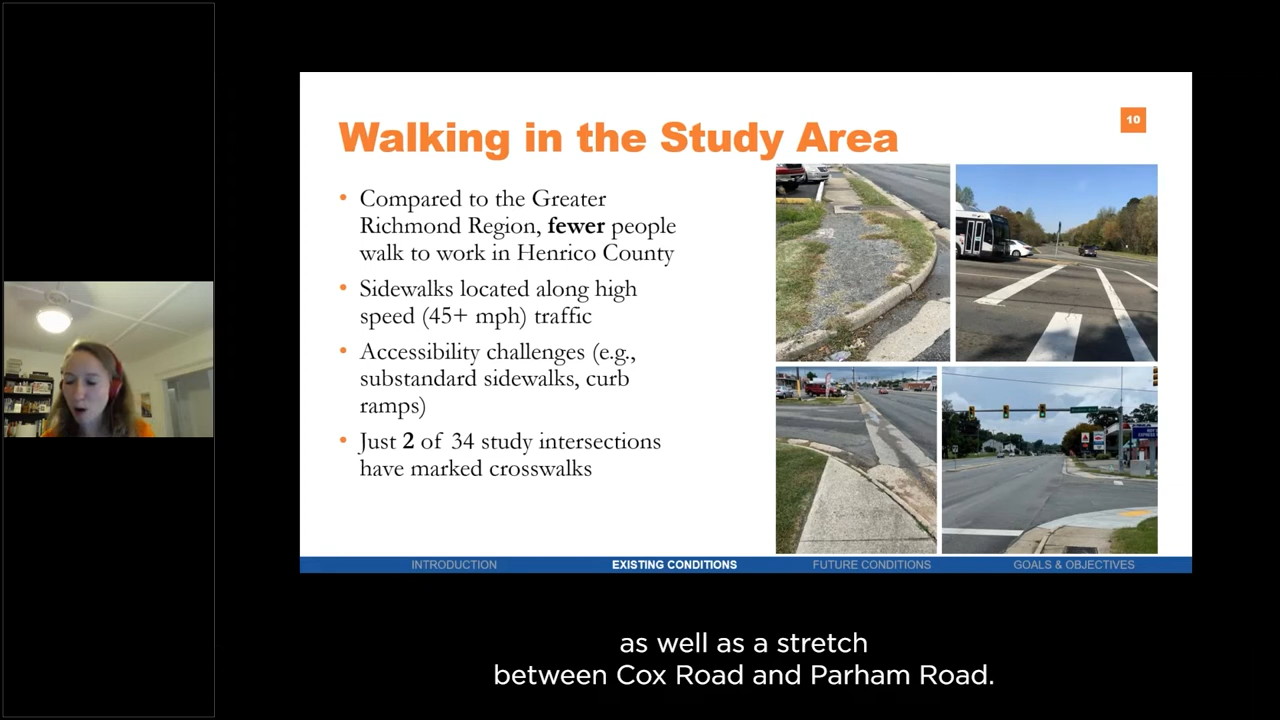 Walking in the Study Area
10
• Compared to the Greater
Richmond Region, fewer people
walk to work in Henrico County
• Sidewalks located along high
speed (45+ mph) traffic
• Accessibility challenges (e.g.,
substandard sidewalks, curb
ramps)
• Just 2 of 34 study intersections
have marked crosswalks
INTRODUCTION
EXISTING CONDITIONS
FUTURE CONDITIONS
GOALS & OBJECTIVES
as well as a stretch
between Cox Road and Parham Road.